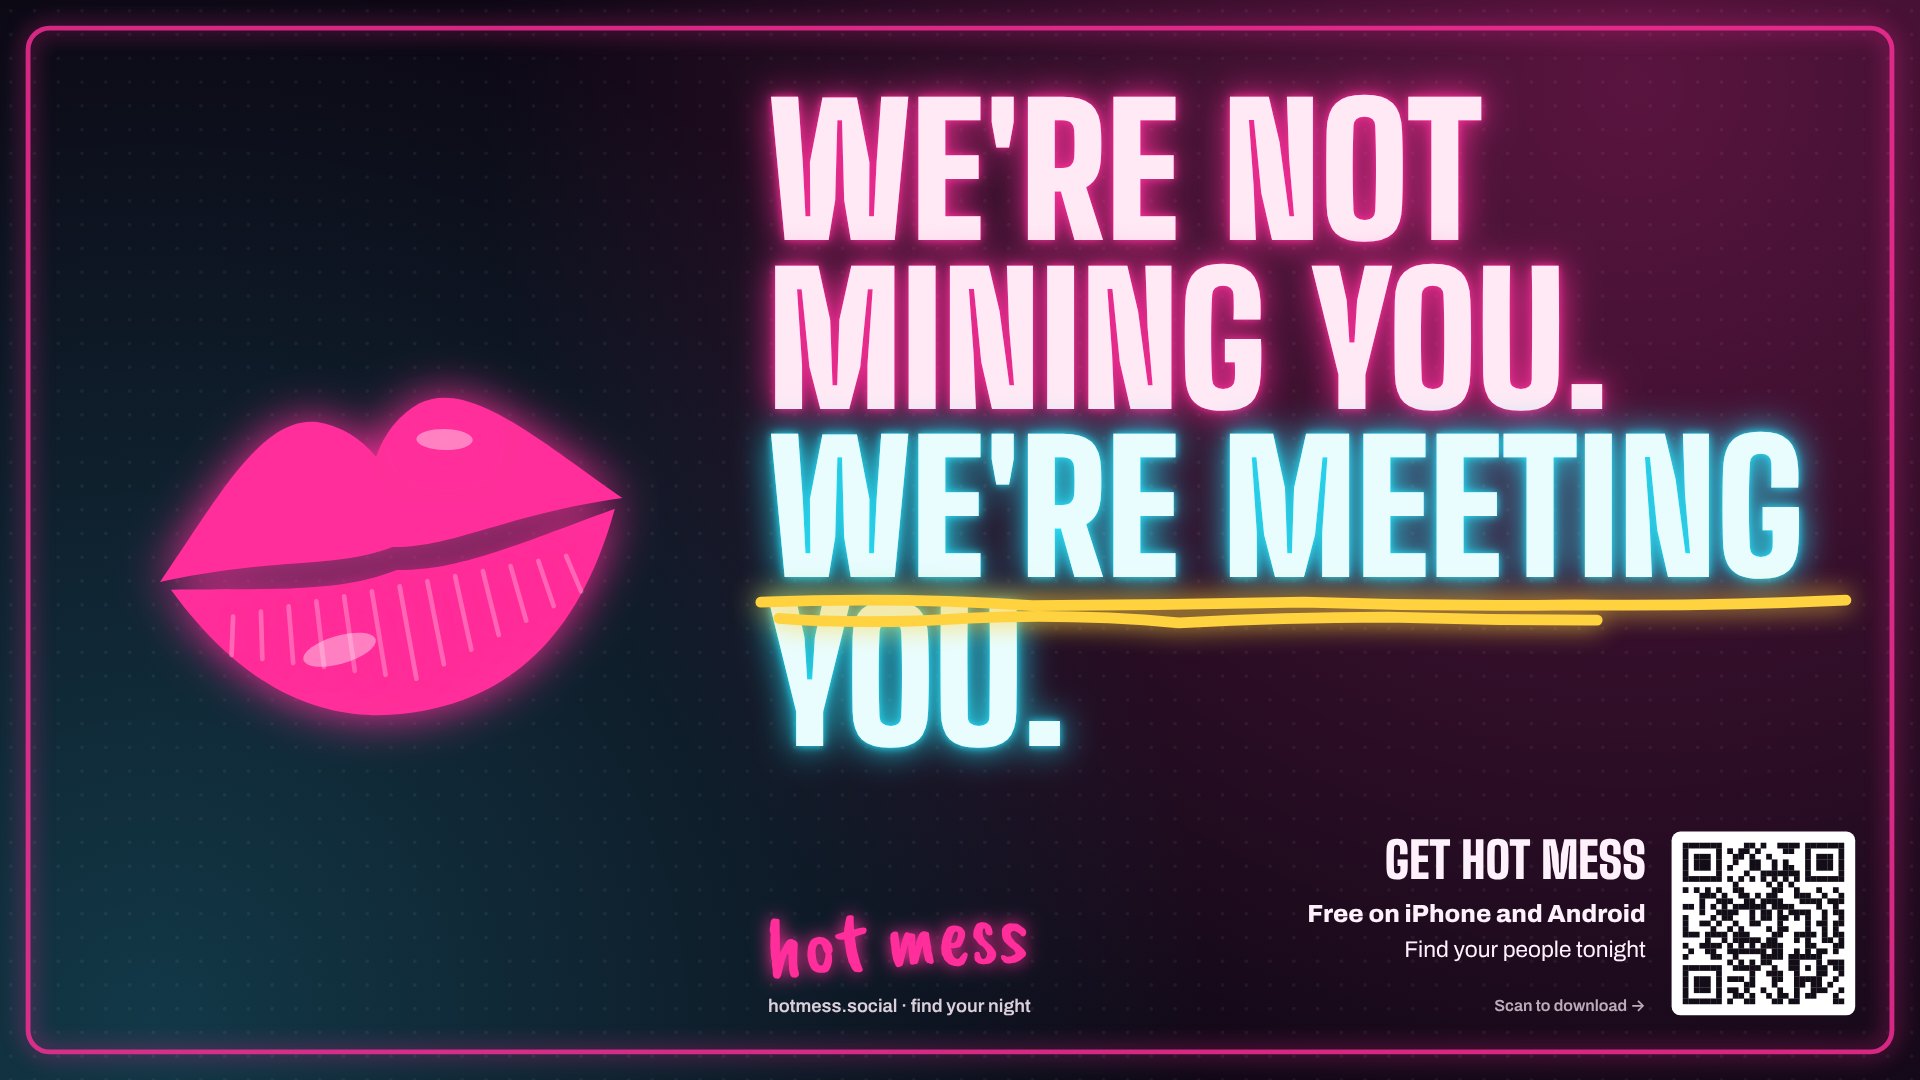 WE'RE NOT
MINING YOU.
WE'RE MEETING
YOU.
GET HOT MESS
Free on iPhone and Android
Find your people tonight
Scan to download →
hot mess
hotmess.social · find your night